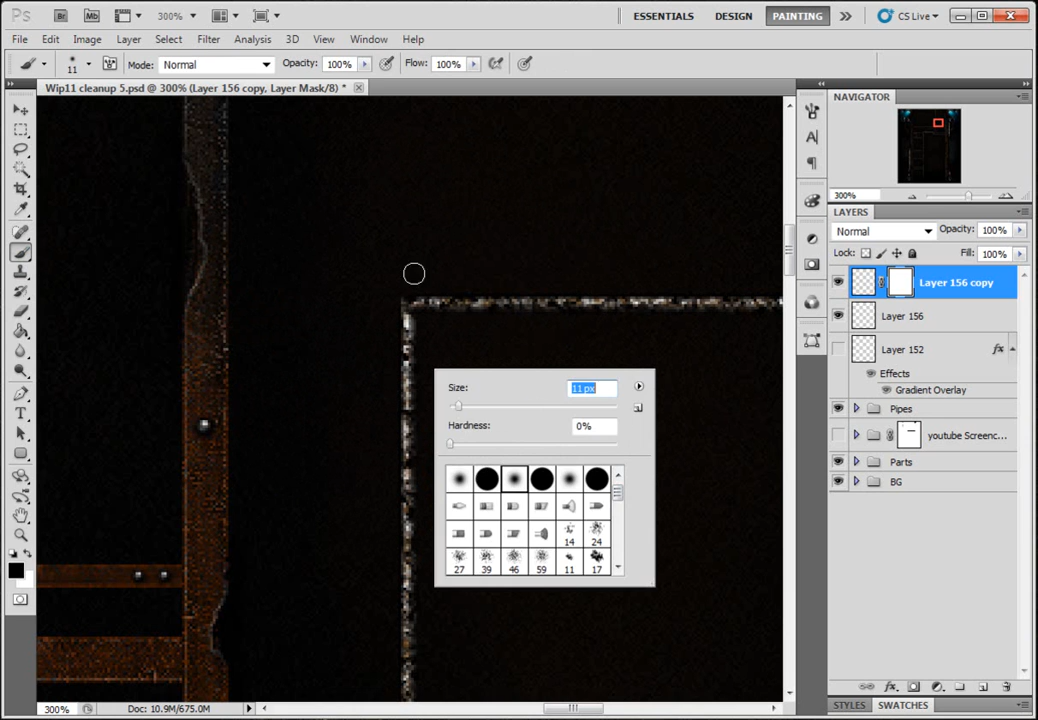 Ps Br Mb 300% ESSENTIALS DESIGN PAINTING CS Live
File Edit Image Layer Select Filter Analysis 3D View Window Help
11 Mode: Normal Opacity: 100% Flow: 100%
Wip11 cleanup 5.psd @ 300% (Layer 156 copy, Layer Mask/8) *
NAVIGATOR
300%
LAYERS
Normal Opacity: 100%
Lock: Fill: 100%
Layer 156 copy
Layer 156
Layer 152 fx
Effects
Gradient Overlay
Pipes
youtube Screenc...
Parts
BG
Size: 11 px
Hardness: 0%
14 24
27 39 46 59 11 17
300% Doc: 10.9M/675.0M
STYLES SWATCHES